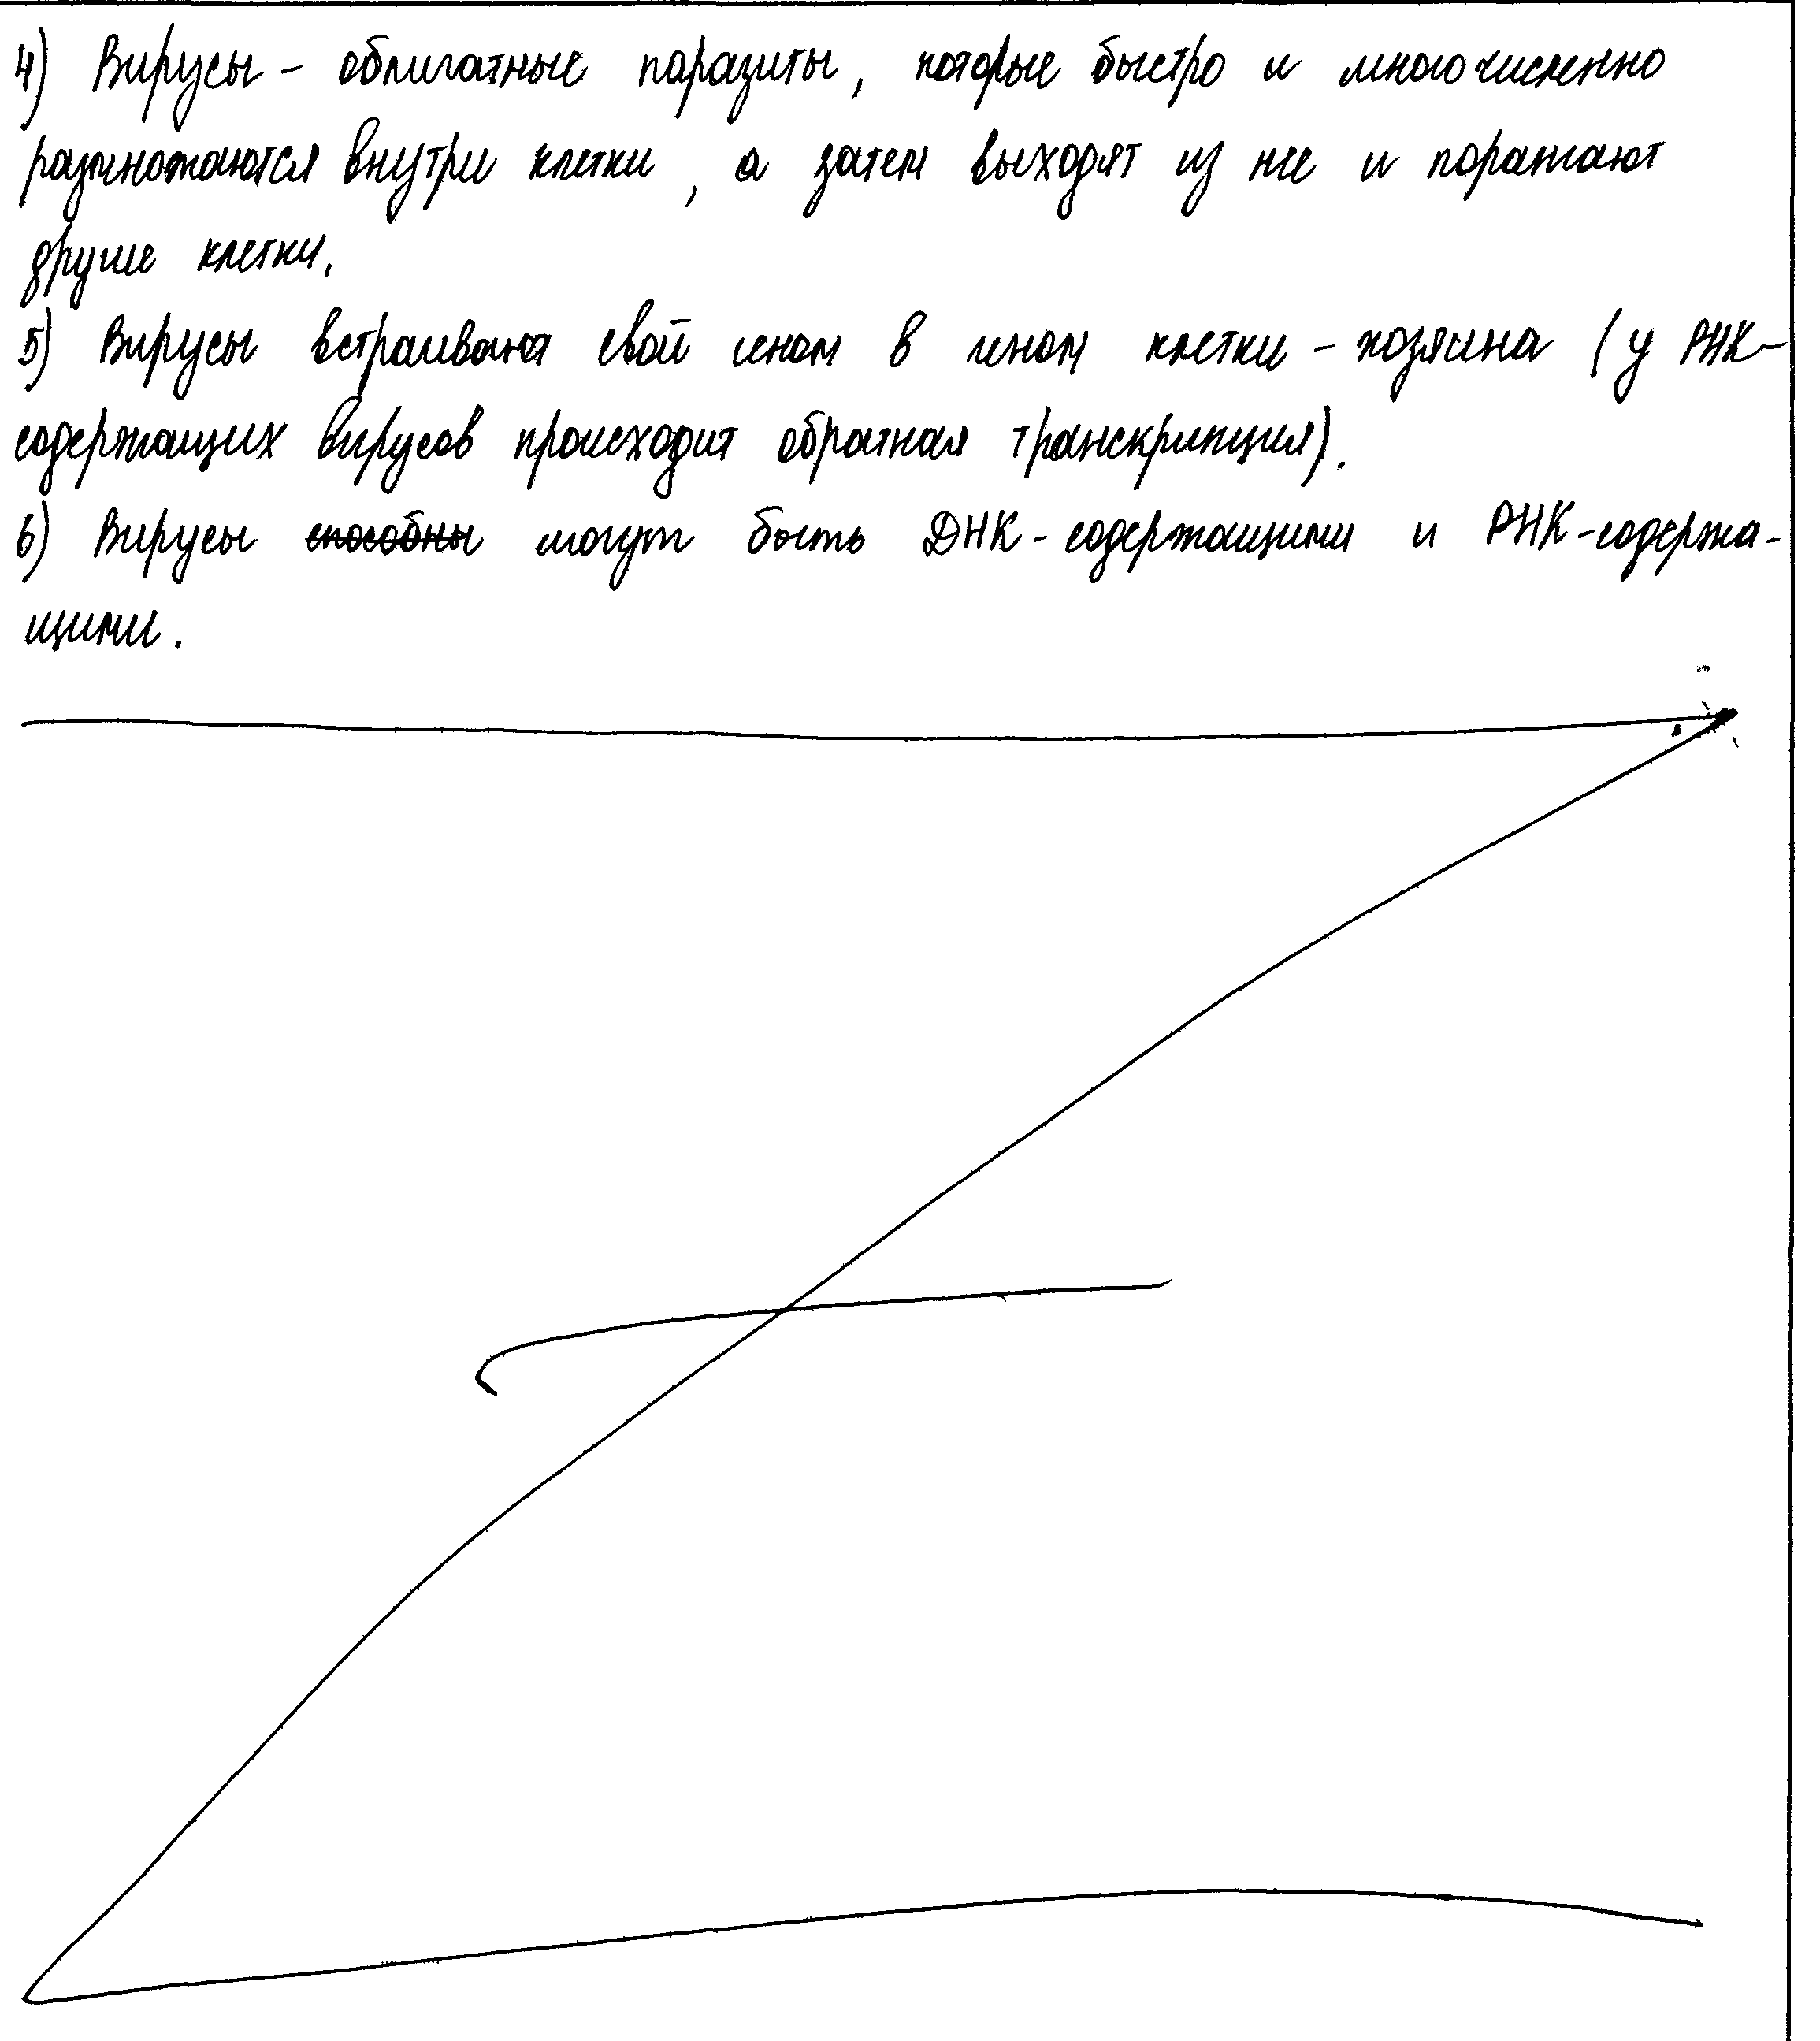 4) Вирусы - облигатные паразиты, которые быстро и многочисленно
размножаются внутри клетки, а затем выходят из нее и поражают
другие клетки.
5) Вирусы встраивают свой геном в геном клетки - хозяина (у РНК-
содержащих вирусов происходит обратная транскрипция).
6) Вирусы способны могут быть ДНК-содержащими и РНК-содержа-
щими.